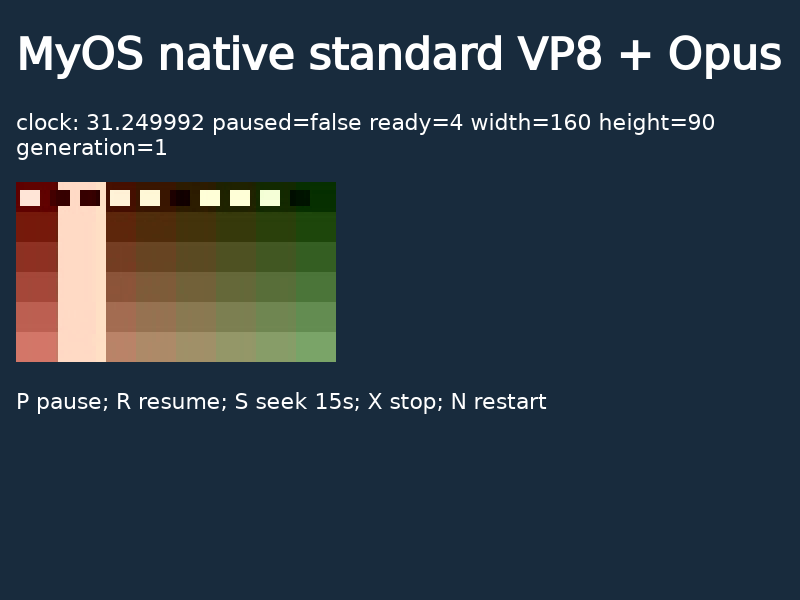 MyOS native standard VP8 + Opus
clock: 31.249992 paused=false ready=4 width=160 height=90
generation=1
P pause; R resume; S seek 15s; X stop; N restart